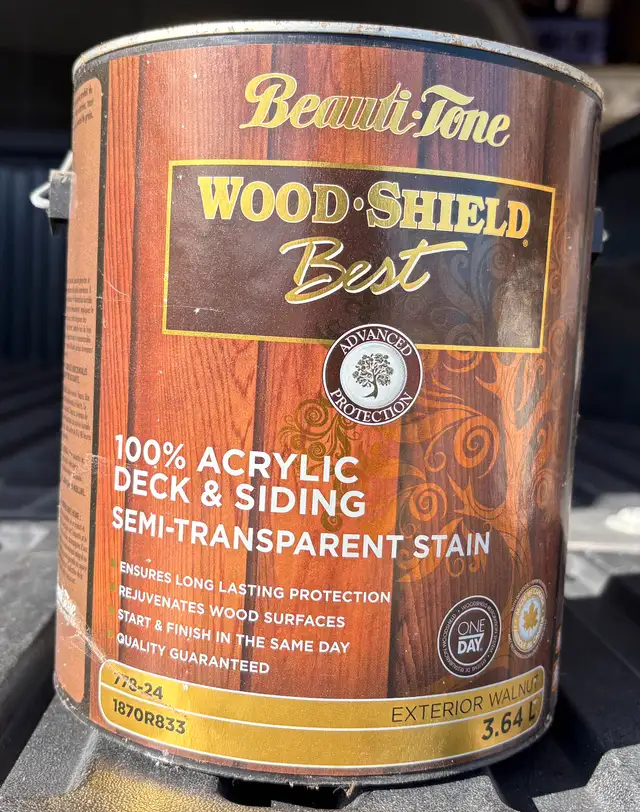 Beauti-Tone
WOOD·SHIELD
Best
ADVANCED
PROTECTION
100% ACRYLIC
DECK & SIDING
SEMI-TRANSPARENT STAIN
ENSURES LONG LASTING PROTECTION
REJUVENATES WOOD SURFACES
START & FINISH IN THE SAME DAY
QUALITY GUARANTEED
ONE
DAY
778-24
EXTERIOR WALNUT
1870R833
3.64 L